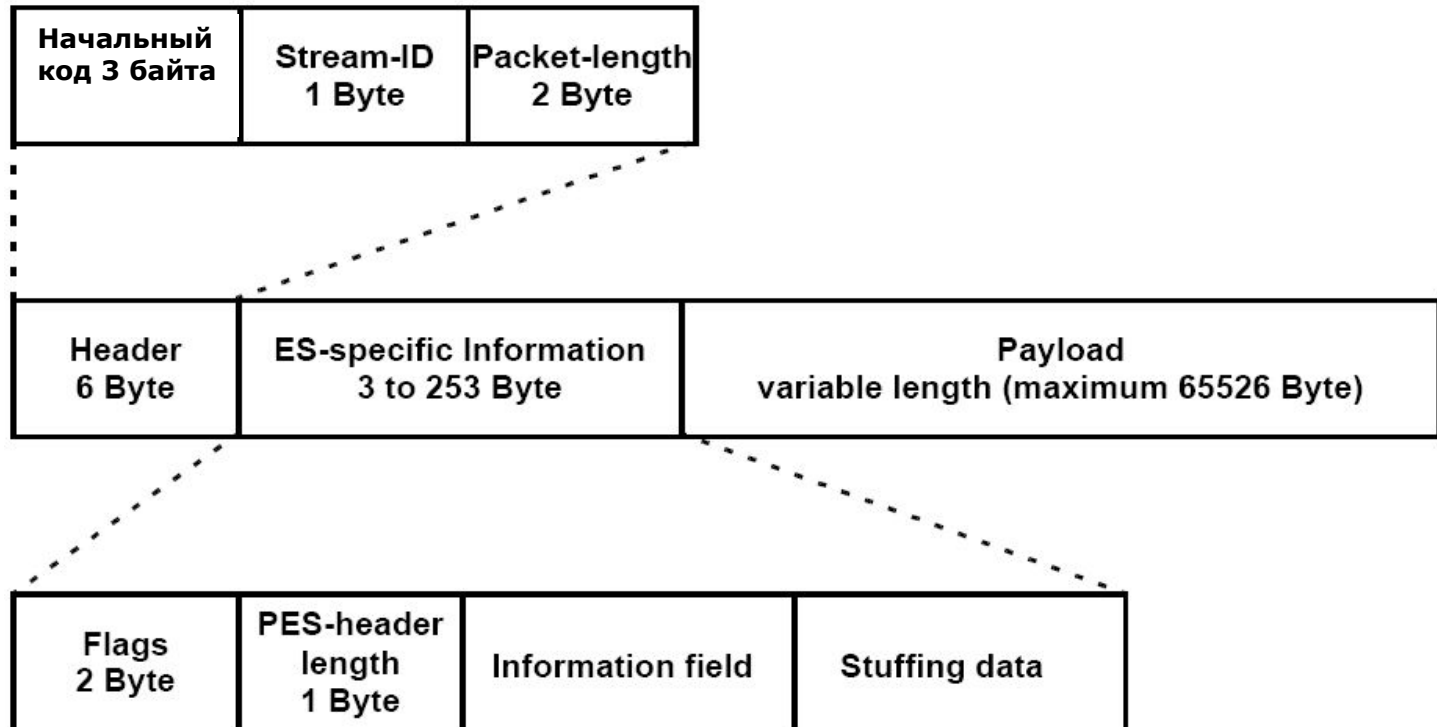 Начальный
код 3 байта
Stream-ID
1 Byte
Packet-length
2 Byte
Header
6 Byte
ES-specific Information
3 to 253 Byte
Payload
variable length (maximum 65526 Byte)
Flags
2 Byte
PES-header
length
1 Byte
Information field
Stuffing data